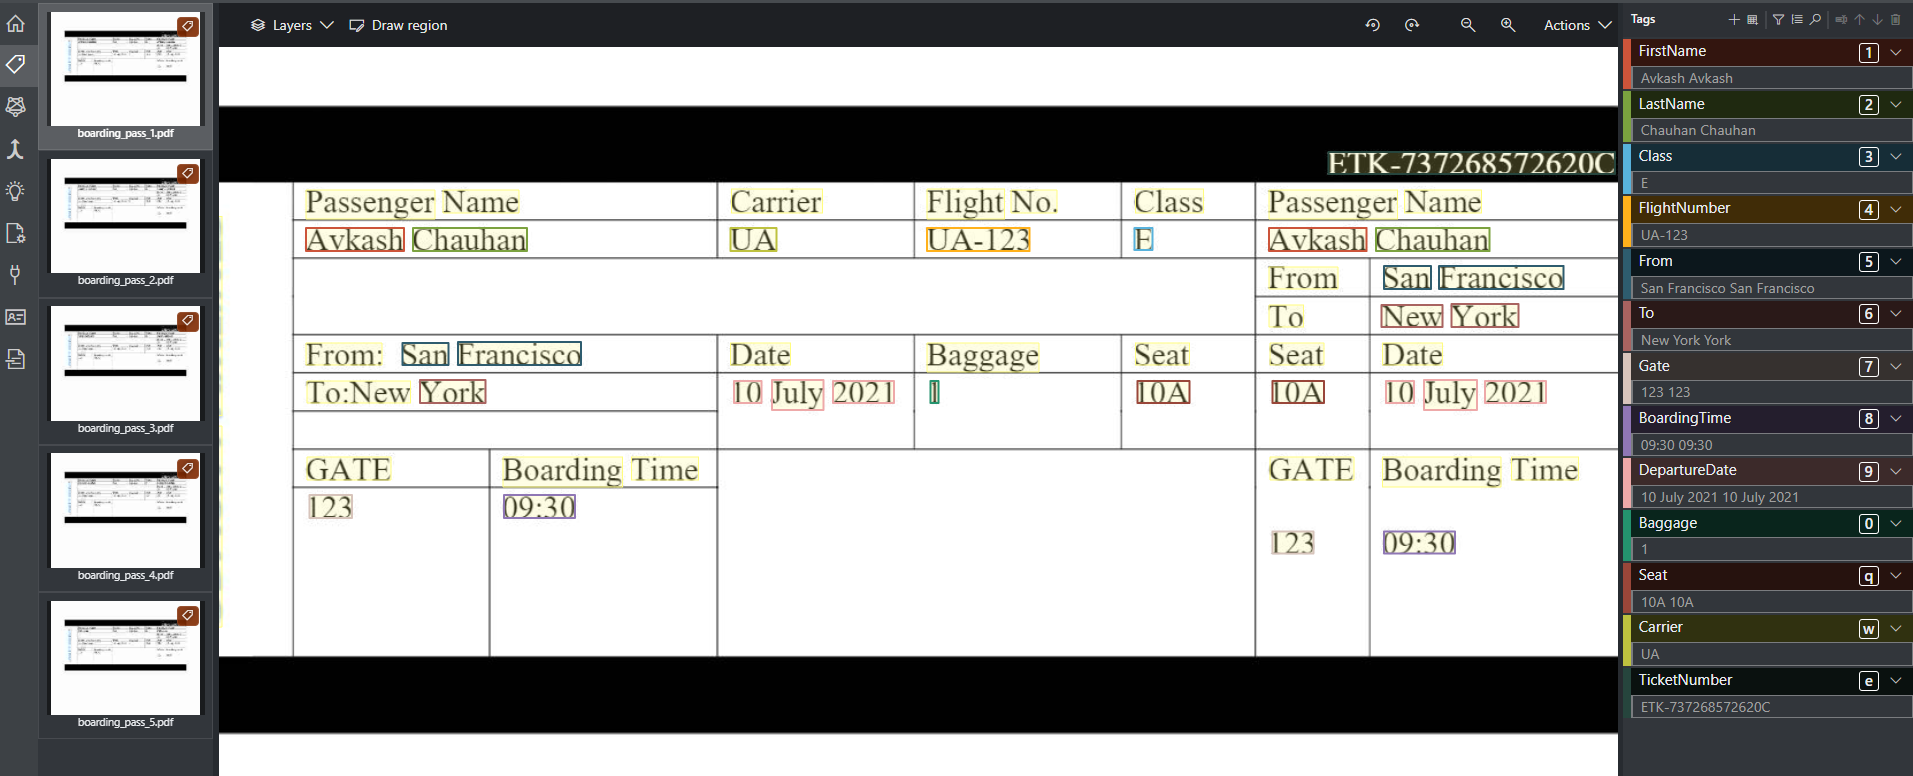 Layers Draw region Actions
boarding_pass_1.pdf
boarding_pass_2.pdf
boarding_pass_3.pdf
boarding_pass_4.pdf
boarding_pass_5.pdf
ETK-737268572620C
Passenger Name Carrier Flight No. Class Passenger Name
Avkash Chauhan UA UA-123 E Avkash Chauhan
From San Francisco
To New York
From: San Francisco Date Baggage Seat Seat Date
To:New York 10 July 2021 1 10A 10A 10 July 2021
GATE Boarding Time GATE Boarding Time
123 09:30
123 09:30
Tags
FirstName 1
Avkash Avkash
LastName 2
Chauhan Chauhan
Class 3
E
FlightNumber 4
UA-123
From 5
San Francisco San Francisco
To 6
New York York
Gate 7
123 123
BoardingTime 8
09:30 09:30
DepartureDate 9
10 July 2021 10 July 2021
Baggage 0
1
Seat q
10A 10A
Carrier w
UA
TicketNumber e
ETK-737268572620C